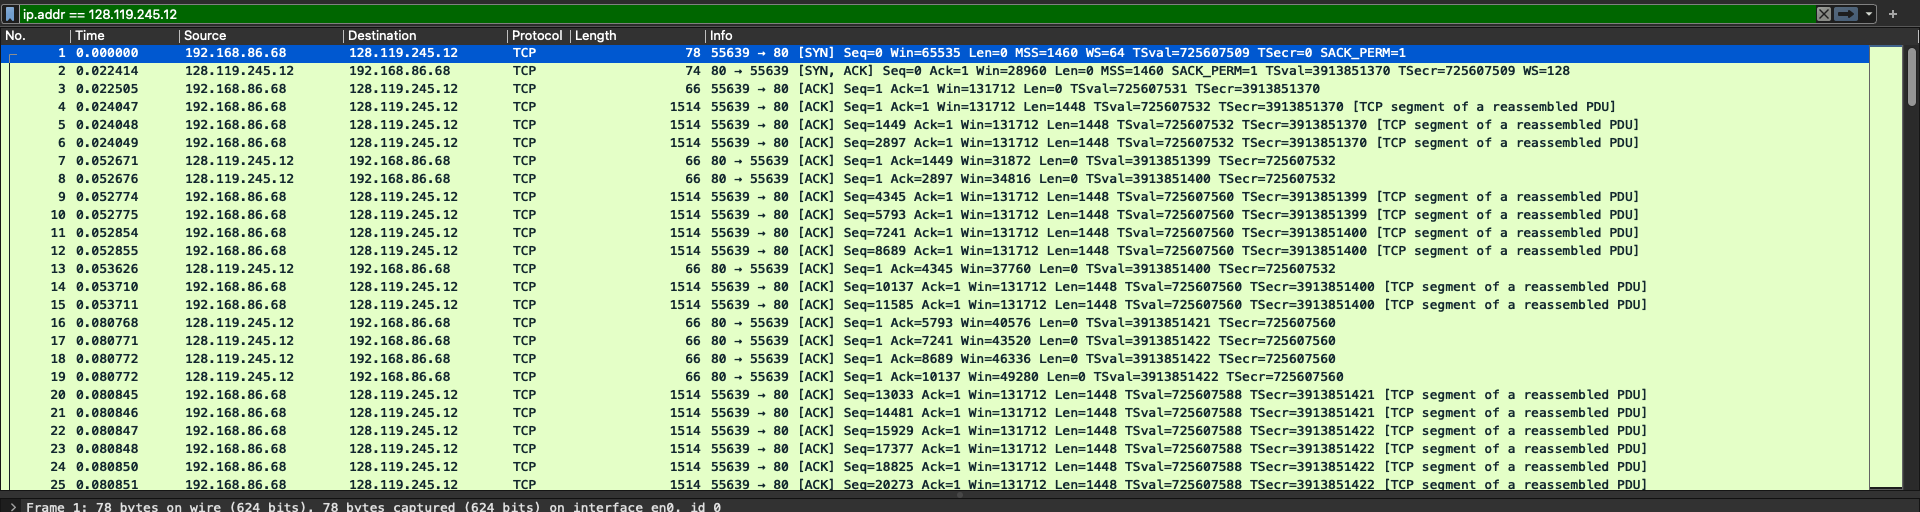 ip.addr == 128.119.245.12
No. Time Source Destination Protocol Length Info
1 0.000000 192.168.86.68 128.119.245.12 TCP 78 55639 → 80 [SYN] Seq=0 Win=65535 Len=0 MSS=1460 WS=64 TSval=725607509 TSecr=0 SACK_PERM=1
2 0.022414 128.119.245.12 192.168.86.68 TCP 74 80 → 55639 [SYN, ACK] Seq=0 Ack=1 Win=28960 Len=0 MSS=1460 SACK_PERM=1 TSval=3913851370 TSecr=725607509 WS=128
3 0.022505 192.168.86.68 128.119.245.12 TCP 66 55639 → 80 [ACK] Seq=1 Ack=1 Win=131712 Len=0 TSval=725607531 TSecr=3913851370
4 0.024047 192.168.86.68 128.119.245.12 TCP 1514 55639 → 80 [ACK] Seq=1 Ack=1 Win=131712 Len=1448 TSval=725607532 TSecr=3913851370 [TCP segment of a reassembled PDU]
5 0.024048 192.168.86.68 128.119.245.12 TCP 1514 55639 → 80 [ACK] Seq=1449 Ack=1 Win=131712 Len=1448 TSval=725607532 TSecr=3913851370 [TCP segment of a reassembled PDU]
6 0.024049 192.168.86.68 128.119.245.12 TCP 1514 55639 → 80 [ACK] Seq=2897 Ack=1 Win=131712 Len=1448 TSval=725607532 TSecr=3913851370 [TCP segment of a reassembled PDU]
7 0.052671 128.119.245.12 192.168.86.68 TCP 66 80 → 55639 [ACK] Seq=1 Ack=1449 Win=31872 Len=0 TSval=3913851399 TSecr=725607532
8 0.052676 128.119.245.12 192.168.86.68 TCP 66 80 → 55639 [ACK] Seq=1 Ack=2897 Win=34816 Len=0 TSval=3913851400 TSecr=725607532
9 0.052774 192.168.86.68 128.119.245.12 TCP 1514 55639 → 80 [ACK] Seq=4345 Ack=1 Win=131712 Len=1448 TSval=725607560 TSecr=3913851399 [TCP segment of a reassembled PDU]
10 0.052775 192.168.86.68 128.119.245.12 TCP 1514 55639 → 80 [ACK] Seq=5793 Ack=1 Win=131712 Len=1448 TSval=725607560 TSecr=3913851399 [TCP segment of a reassembled PDU]
11 0.052854 192.168.86.68 128.119.245.12 TCP 1514 55639 → 80 [ACK] Seq=7241 Ack=1 Win=131712 Len=1448 TSval=725607560 TSecr=3913851400 [TCP segment of a reassembled PDU]
12 0.052855 192.168.86.68 128.119.245.12 TCP 1514 55639 → 80 [ACK] Seq=8689 Ack=1 Win=131712 Len=1448 TSval=725607560 TSecr=3913851400 [TCP segment of a reassembled PDU]
13 0.053626 128.119.245.12 192.168.86.68 TCP 66 80 → 55639 [ACK] Seq=1 Ack=4345 Win=37760 Len=0 TSval=3913851400 TSecr=725607532
14 0.053710 192.168.86.68 128.119.245.12 TCP 1514 55639 → 80 [ACK] Seq=10137 Ack=1 Win=131712 Len=1448 TSval=725607560 TSecr=3913851400 [TCP segment of a reassembled PDU]
15 0.053711 192.168.86.68 128.119.245.12 TCP 1514 55639 → 80 [ACK] Seq=11585 Ack=1 Win=131712 Len=1448 TSval=725607560 TSecr=3913851400 [TCP segment of a reassembled PDU]
16 0.080768 128.119.245.12 192.168.86.68 TCP 66 80 → 55639 [ACK] Seq=1 Ack=5793 Win=40576 Len=0 TSval=3913851421 TSecr=725607560
17 0.080771 128.119.245.12 192.168.86.68 TCP 66 80 → 55639 [ACK] Seq=1 Ack=7241 Win=43520 Len=0 TSval=3913851422 TSecr=725607560
18 0.080772 128.119.245.12 192.168.86.68 TCP 66 80 → 55639 [ACK] Seq=1 Ack=8689 Win=46336 Len=0 TSval=3913851422 TSecr=725607560
19 0.080772 128.119.245.12 192.168.86.68 TCP 66 80 → 55639 [ACK] Seq=1 Ack=10137 Win=49280 Len=0 TSval=3913851422 TSecr=725607560
20 0.080845 192.168.86.68 128.119.245.12 TCP 1514 55639 → 80 [ACK] Seq=13033 Ack=1 Win=131712 Len=1448 TSval=725607588 TSecr=3913851421 [TCP segment of a reassembled PDU]
21 0.080846 192.168.86.68 128.119.245.12 TCP 1514 55639 → 80 [ACK] Seq=14481 Ack=1 Win=131712 Len=1448 TSval=725607588 TSecr=3913851421 [TCP segment of a reassembled PDU]
22 0.080847 192.168.86.68 128.119.245.12 TCP 1514 55639 → 80 [ACK] Seq=15929 Ack=1 Win=131712 Len=1448 TSval=725607588 TSecr=3913851422 [TCP segment of a reassembled PDU]
23 0.080848 192.168.86.68 128.119.245.12 TCP 1514 55639 → 80 [ACK] Seq=17377 Ack=1 Win=131712 Len=1448 TSval=725607588 TSecr=3913851422 [TCP segment of a reassembled PDU]
24 0.080850 192.168.86.68 128.119.245.12 TCP 1514 55639 → 80 [ACK] Seq=18825 Ack=1 Win=131712 Len=1448 TSval=725607588 TSecr=3913851422 [TCP segment of a reassembled PDU]
25 0.080851 192.168.86.68 128.119.245.12 TCP 1514 55639 → 80 [ACK] Seq=20273 Ack=1 Win=131712 Len=1448 TSval=725607588 TSecr=3913851422 [TCP segment of a reassembled PDU]
Frame 1: 78 bytes on wire (624 bits), 78 bytes captured (624 bits) on interface en0, id 0